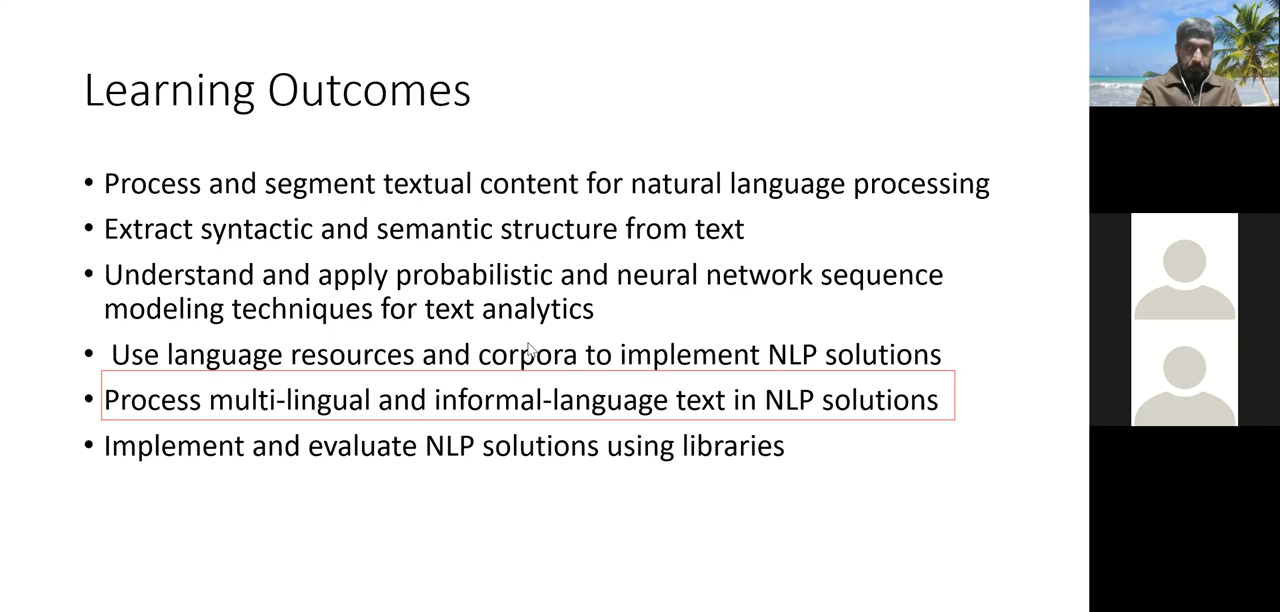 Learning Outcomes
• Process and segment textual content for natural language processing
• Extract syntactic and semantic structure from text
• Understand and apply probabilistic and neural network sequence
modeling techniques for text analytics
• Use language resources and corpora to implement NLP solutions
• Process multi-lingual and informal-language text in NLP solutions
• Implement and evaluate NLP solutions using libraries